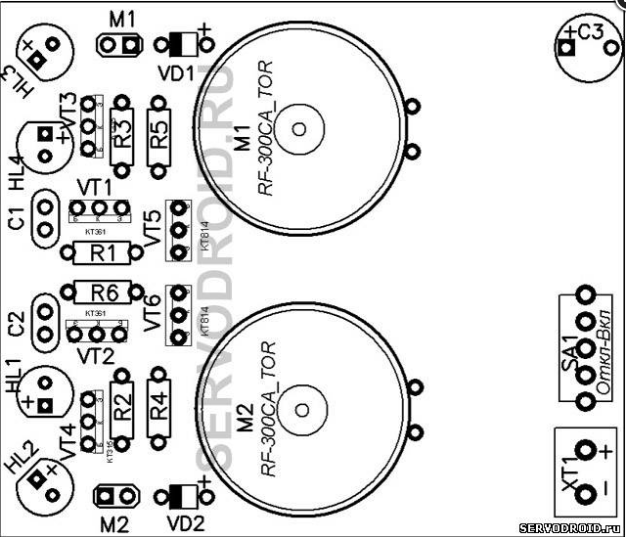 M1
+
VD1
+C3
+
HL3
VT3
R3
R5
M1
RF-300CA_TOR
+
HL4
VT1
KT361
C1
VT5
KT814
R1
R6
KT361
VT6
KT814
C2
VT2
HL1
+
SA1
Откл-Вкл
R2
R4
M2
RF-300CA_TOR
VT4
KT315
HL2
+
XT1
+
-
M2
VD2
+
SERVODROID.RU
SERVODROID.ru